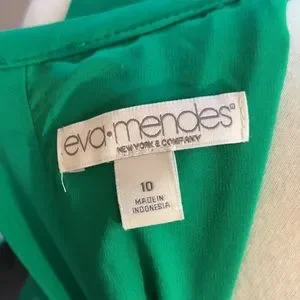 eva•mendes®
NEW YORK & COMPANY
10
MADE IN
INDONESIA